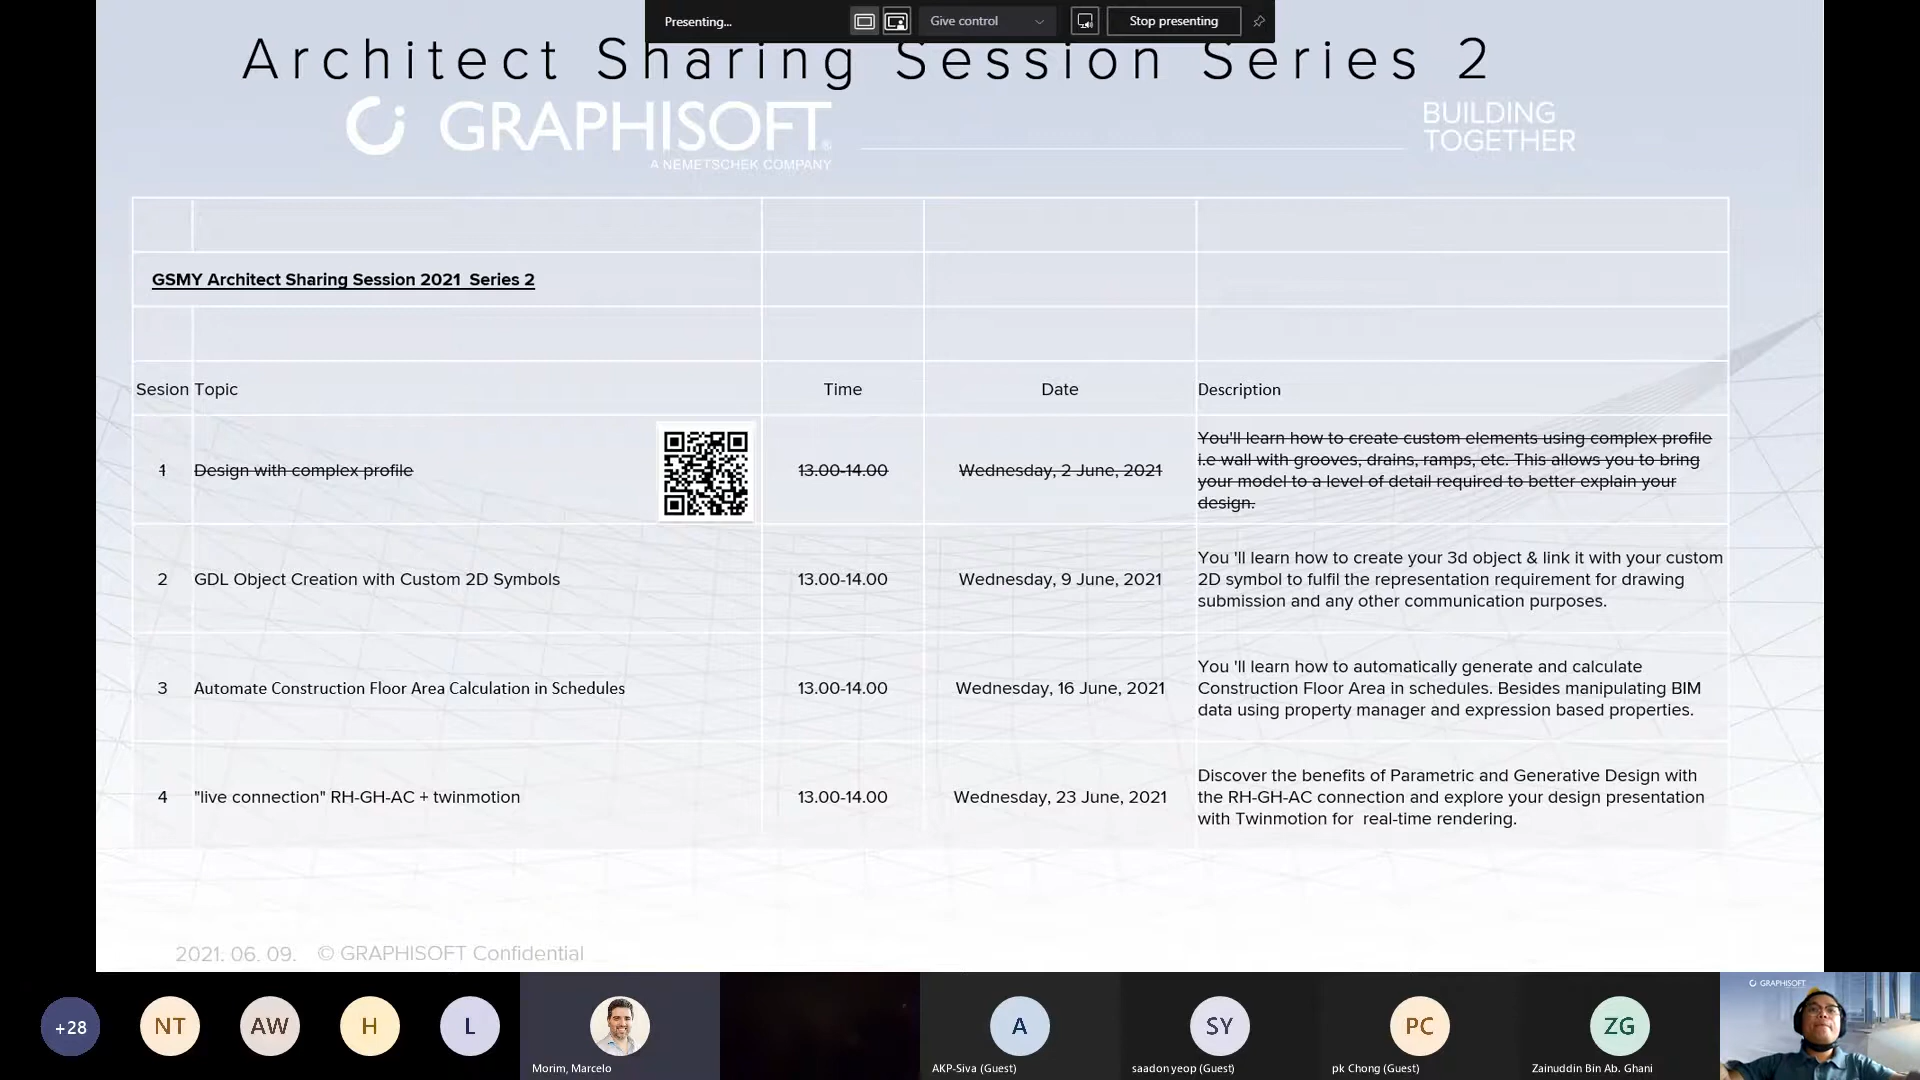 Presenting...
Give control
Stop presenting
Architect Sharing Session Series 2
GRAPHISOFT®
A NEMETSCHEK COMPANY
BUILDING
TOGETHER
GSMY Architect Sharing Session 2021  Series 2
Sesion Topic Time Date Description
1 Design with complex profile 13.00-14.00 Wednesday, 2 June, 2021
You'll learn how to create custom elements using complex profile
i.e wall with grooves, drains, ramps, etc. This allows you to bring
your model to a level of detail required to better explain your
design.
2 GDL Object Creation with Custom 2D Symbols 13.00-14.00 Wednesday, 9 June, 2021
You 'll learn how to create your 3d object & link it with your custom
2D symbol to fulfil the representation requirement for drawing
submission and any other communication purposes.
3 Automate Construction Floor Area Calculation in Schedules 13.00-14.00 Wednesday, 16 June, 2021
You 'll learn how to automatically generate and calculate
Construction Floor Area in schedules. Besides manipulating BIM
data using property manager and expression based properties.
4 "live connection" RH-GH-AC + twinmotion 13.00-14.00 Wednesday, 23 June, 2021
Discover the benefits of Parametric and Generative Design with
the RH-GH-AC connection and explore your design presentation
with Twinmotion for  real-time rendering.
2021. 06. 09. © GRAPHISOFT Confidential
+28
NT
AW
H
L
Morim, Marcelo
A
AKP-Siva (Guest)
SY
saadon yeop (Guest)
PC
pk Chong (Guest)
ZG
Zainuddin Bin Ab. Ghani
GRAPHISOFT